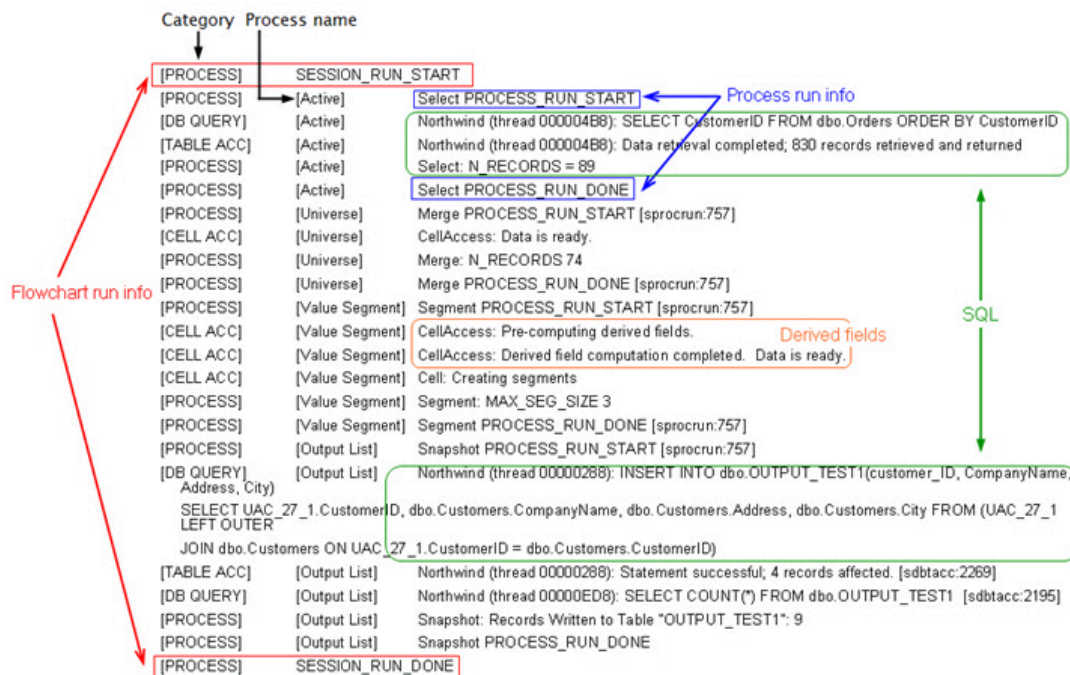 Category Process name
[PROCESS] SESSION_RUN_START
[PROCESS] [Active] Select PROCESS_RUN_START Process run info
[DB QUERY] [Active] Northwind (thread 000004B8): SELECT CustomerID FROM dbo.Orders ORDER BY CustomerID
[TABLE ACC] [Active] Northwind (thread 000004B8): Data retrieval completed; 830 records retrieved and returned
[PROCESS] [Active] Select: N_RECORDS = 89
[PROCESS] [Active] Select PROCESS_RUN_DONE
[PROCESS] [Universe] Merge PROCESS_RUN_START [sprocrun:757]
[CELL ACC] [Universe] CellAccess: Data is ready.
[PROCESS] [Universe] Merge: N_RECORDS 74
[PROCESS] [Universe] Merge PROCESS_RUN_DONE [sprocrun:757]
Flowchart run info
[PROCESS] [Value Segment] Segment PROCESS_RUN_START [sprocrun:757]
SQL
[CELL ACC] [Value Segment] CellAccess: Pre-computing derived fields. Derived fields
[CELL ACC] [Value Segment] CellAccess: Derived field computation completed. Data is ready.
[CELL ACC] [Value Segment] Cell: Creating segments
[PROCESS] [Value Segment] Segment: MAX_SEG_SIZE 3
[PROCESS] [Value Segment] Segment PROCESS_RUN_DONE [sprocrun:757]
[PROCESS] [Output List] Snapshot PROCESS_RUN_START [sprocrun:757]
[DB QUERY] [Output List] Northwind (thread 00000288): INSERT INTO dbo.OUTPUT_TEST1(customer_ID, CompanyName,
Address, City)
SELECT UAC_27_1.CustomerID, dbo.Customers.CompanyName, dbo.Customers.Address, dbo.Customers.City FROM (UAC_27_1
LEFT OUTER
JOIN dbo.Customers ON UAC_27_1.CustomerID = dbo.Customers.CustomerID)
[TABLE ACC] [Output List] Northwind (thread 00000288): Statement successful; 4 records affected. [sdbtacc:2269]
[DB QUERY] [Output List] Northwind (thread 00000ED8): SELECT COUNT(*) FROM dbo.OUTPUT_TEST1 [sdbtacc:2195]
[PROCESS] [Output List] Snapshot: Records Written to Table "OUTPUT_TEST1": 9
[PROCESS] [Output List] Snapshot PROCESS_RUN_DONE
[PROCESS] SESSION_RUN_DONE